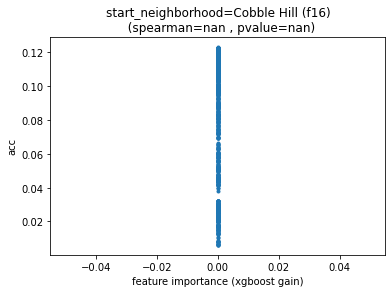 start_neighborhood=Cobble Hill (f16)
(spearman=nan , pvalue=nan)
0.12
0.10
0.08
0.06
0.04
0.02
acc
−0.04
−0.02
0.00
0.02
0.04
feature importance (xgboost gain)